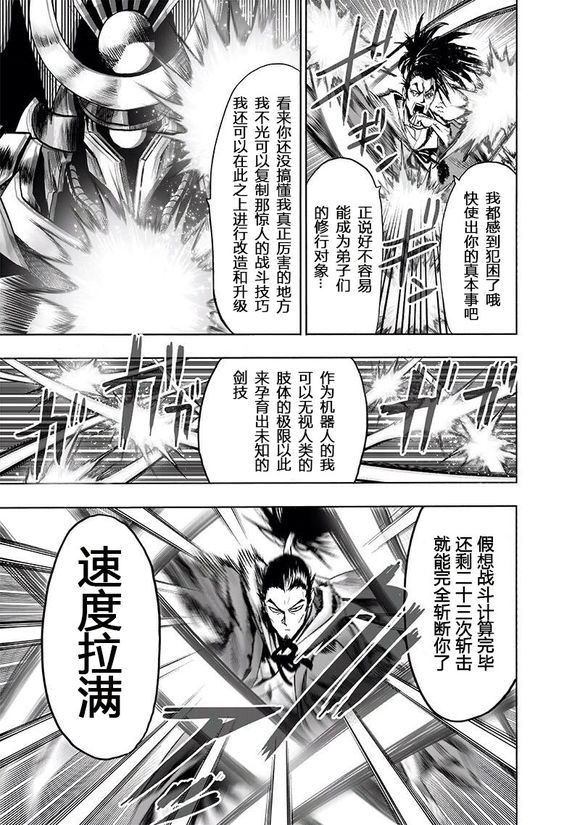 我都感到犯困了哦
快使出你的真本事吧
正说好不容易
能成为弟子们
的修行对象…
看来你还没搞懂我真正厉害的地方
我不光可以复制那惊人的战斗技巧
我还可以在此之上进行改造和升级
作为机器人的我
可以无视人类的
肢体的极限以此
来孕育出未知的
剑技
假想战斗计算完毕
还剩二十三次斩击
就能完全斩断你了
速度拉满